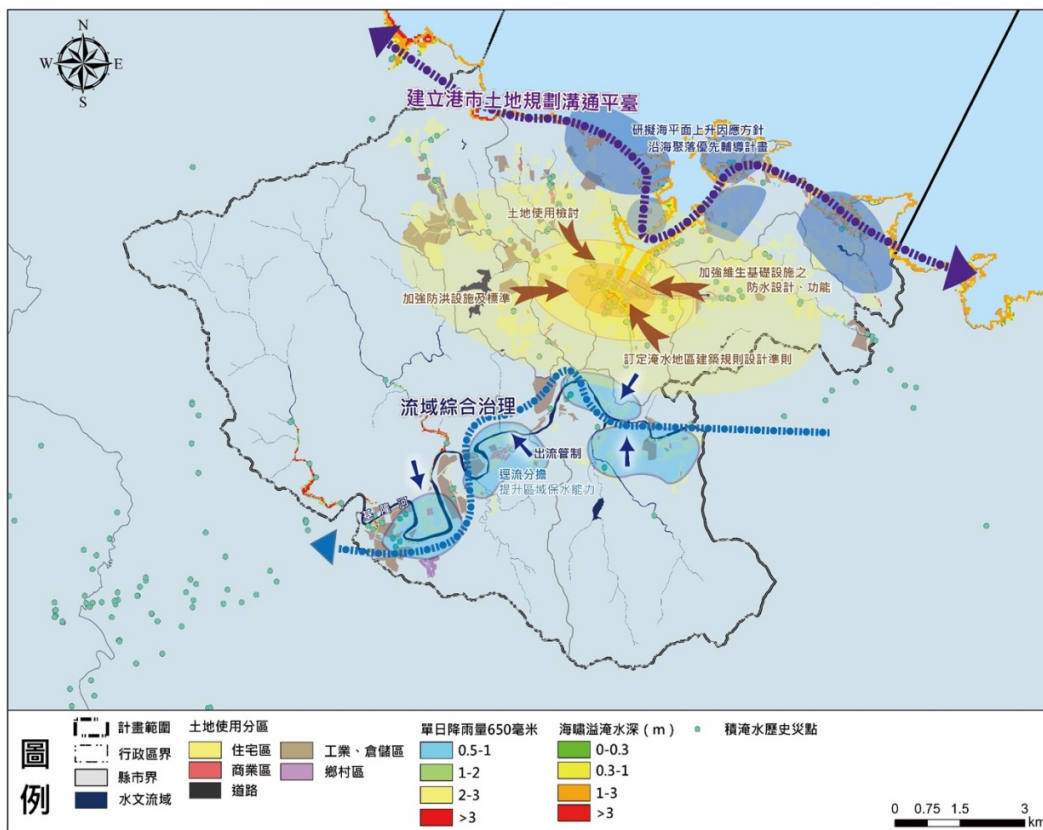 N
W
E
S
建立港市土地規劃溝通平臺
研擬海平面上升因應方針
沿海聚落優先輔導計畫
土地使用檢討
加強維生基礎設施之
防水設計、功能
加強防洪設施及標準
訂定淹水地區建築規則設計準則
流域綜合治理
出流管制
逕流分擔
提升區域保水能力
基隆河
圖例
計畫範圍
行政區界
縣市界
水文流域
土地使用分區
住宅區
商業區
道路
工業、倉儲區
鄉村區
單日降雨量650毫米
0.5-1
1-2
2-3
>3
海嘯溢淹水深（m）
0-0.3
0.3-1
1-3
>3
積淹水歷史災點
0 0.75 1.5 3
km